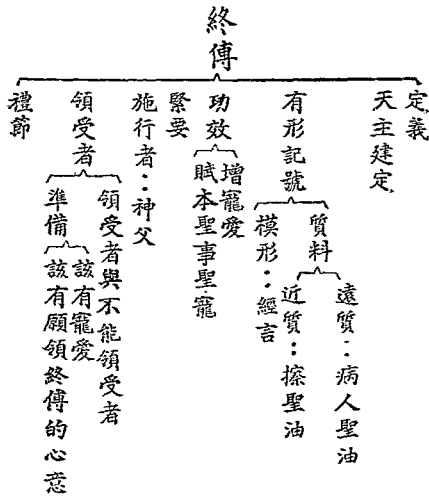 終傅
定義
天主建定
有形記號
質料
遠質：病人聖油
近質：擦聖油
模形：經言
功效
增寵愛
賦本聖事聖寵
緊要
施行者：神父
領受者
領受者與不能領受者
準備
該有寵愛
該有願領終傅的心意
禮節